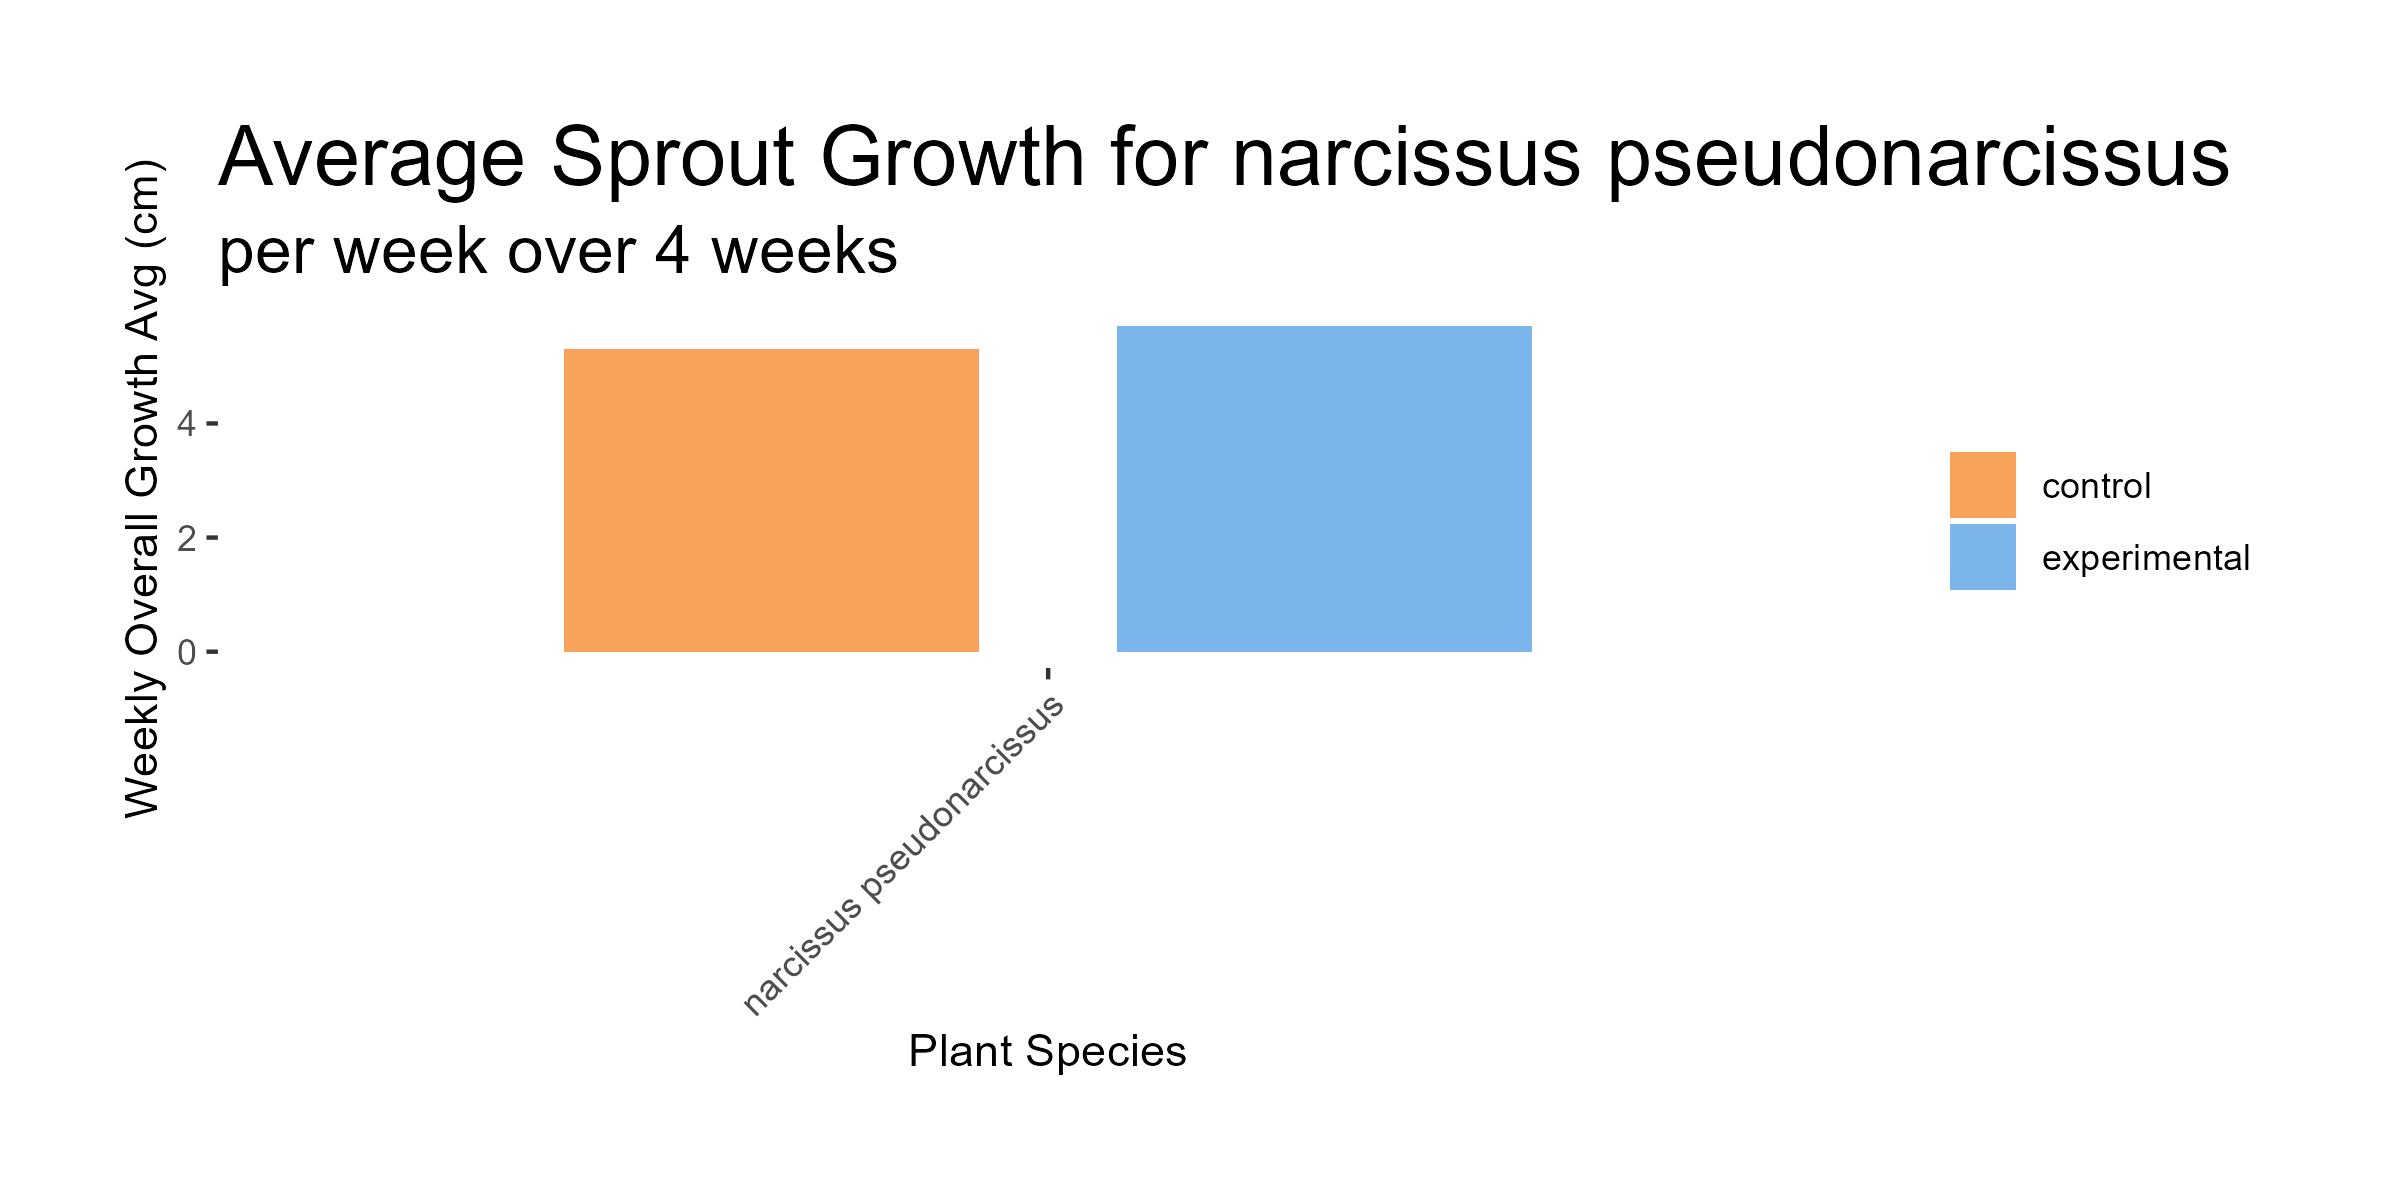 Average Sprout Growth for narcissus pseudonarcissus
per week over 4 weeks
Weekly Overall Growth Avg (cm)
4
2
0
narcissus pseudonarcissus
Plant Species
control
experimental